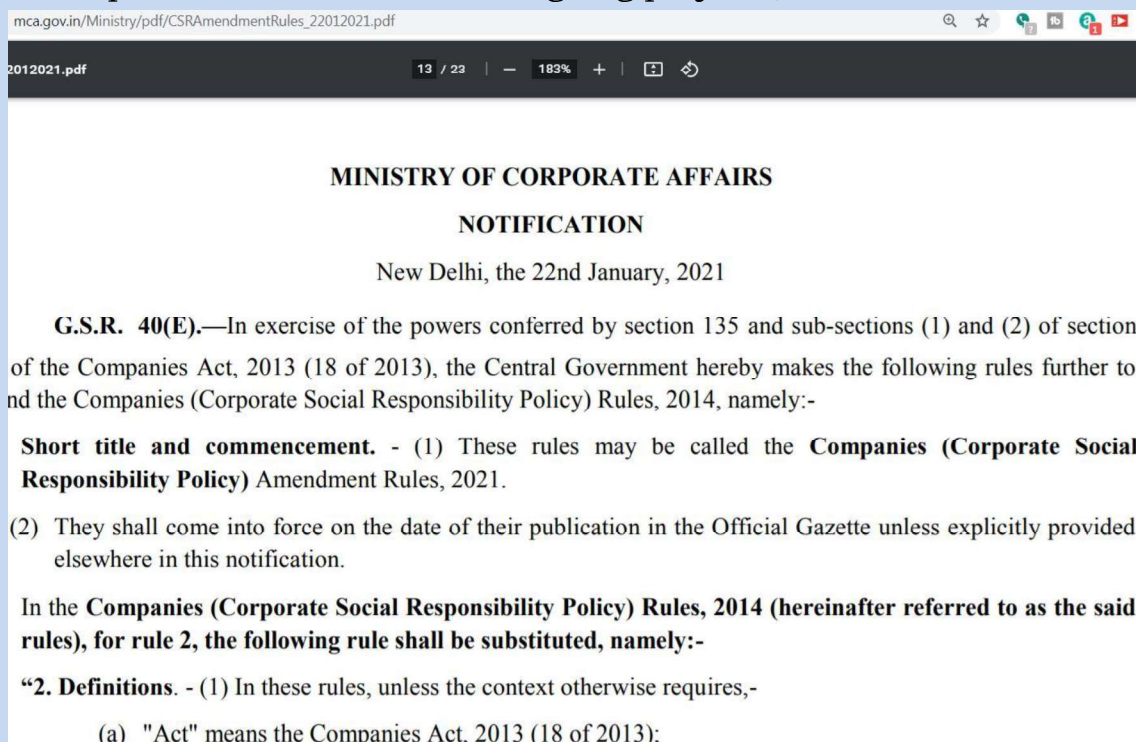 mca.gov.in/Ministry/pdf/CSRAmendmentRules_22012021.pdf
2012021.pdf
13 / 23 | − 183% + |
MINISTRY OF CORPORATE AFFAIRS
NOTIFICATION
New Delhi, the 22nd January, 2021
G.S.R. 40(E).—In exercise of the powers conferred by section 135 and sub-sections (1) and (2) of section
of the Companies Act, 2013 (18 of 2013), the Central Government hereby makes the following rules further to
nd the Companies (Corporate Social Responsibility Policy) Rules, 2014, namely:-
Short title and commencement. - (1) These rules may be called the Companies (Corporate Social
Responsibility Policy) Amendment Rules, 2021.
(2) They shall come into force on the date of their publication in the Official Gazette unless explicitly provided
elsewhere in this notification.
In the Companies (Corporate Social Responsibility Policy) Rules, 2014 (hereinafter referred to as the said
rules), for rule 2, the following rule shall be substituted, namely:-
“2. Definitions. - (1) In these rules, unless the context otherwise requires,-
(a) "Act" means the Companies Act, 2013 (18 of 2013);